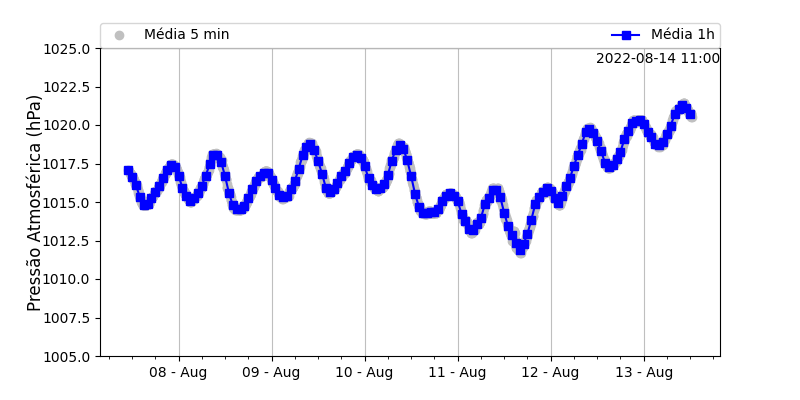 Média 5 min
Média 1h
2022-08-14 11:00
Pressão Atmosférica (hPa)
1025.0
1022.5
1020.0
1017.5
1015.0
1012.5
1010.0
1007.5
1005.0
08 - Aug
09 - Aug
10 - Aug
11 - Aug
12 - Aug
13 - Aug